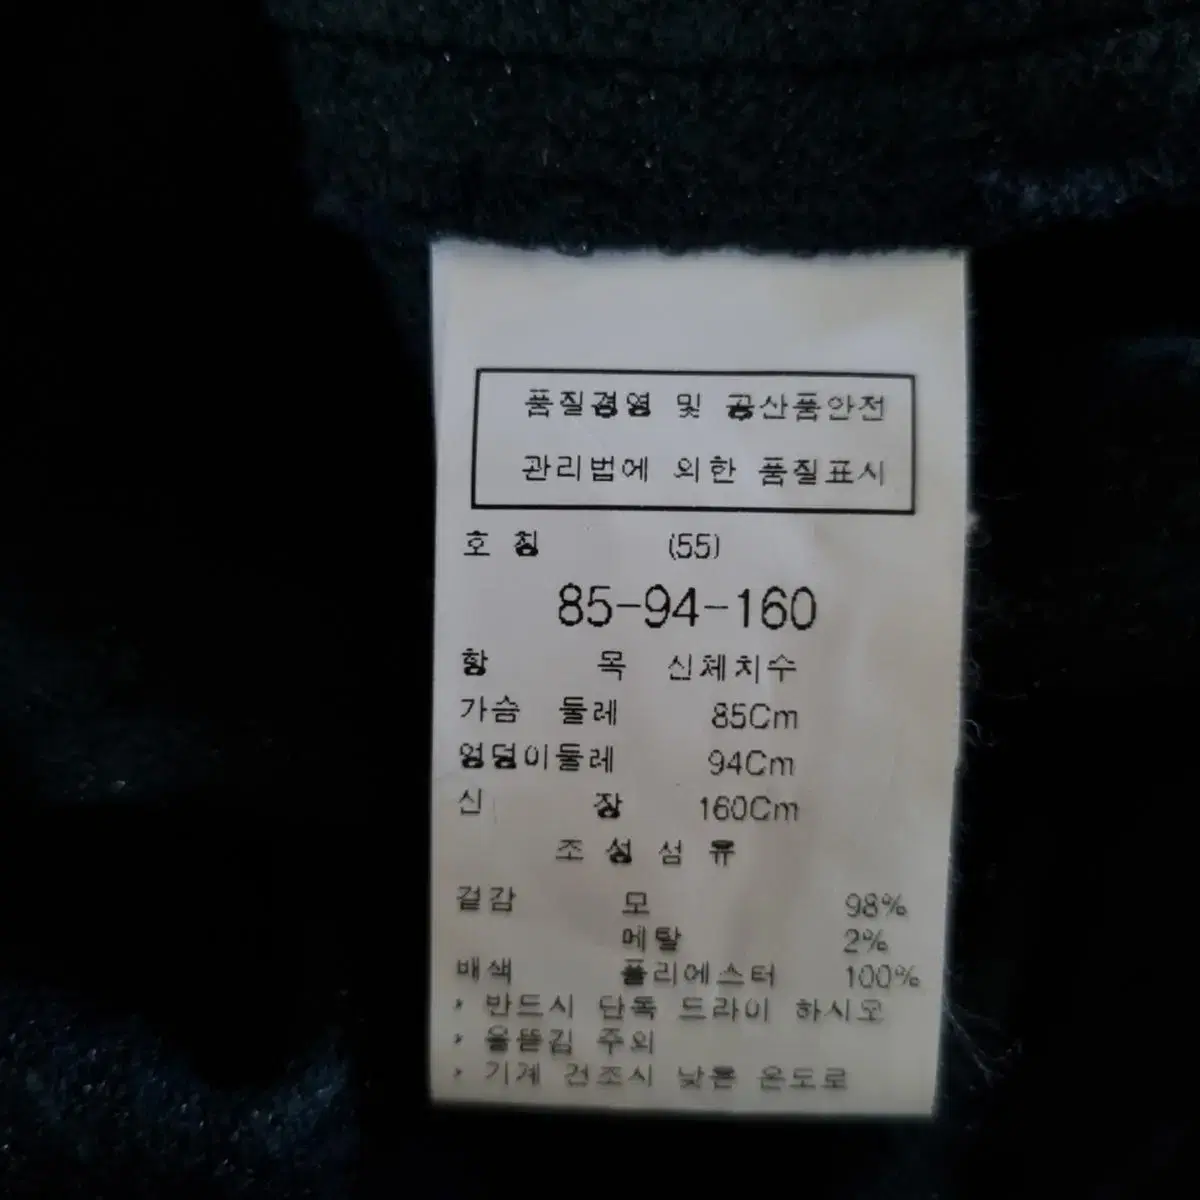 품질경영 및 공산품안전
관리법에 의한 품질표시
호 칭 (55)
85-94-160
항 목 신체치수
가슴 둘레 85Cm
엉덩이둘레 94Cm
신 장 160Cm
조 성 섬 유
겉감 모 98%
메탈 2%
배색 폴리에스터 100%
* 반드시 단독 드라이 하시오
* 올뜯김 주의
* 기계 건조시 낮은 온도로